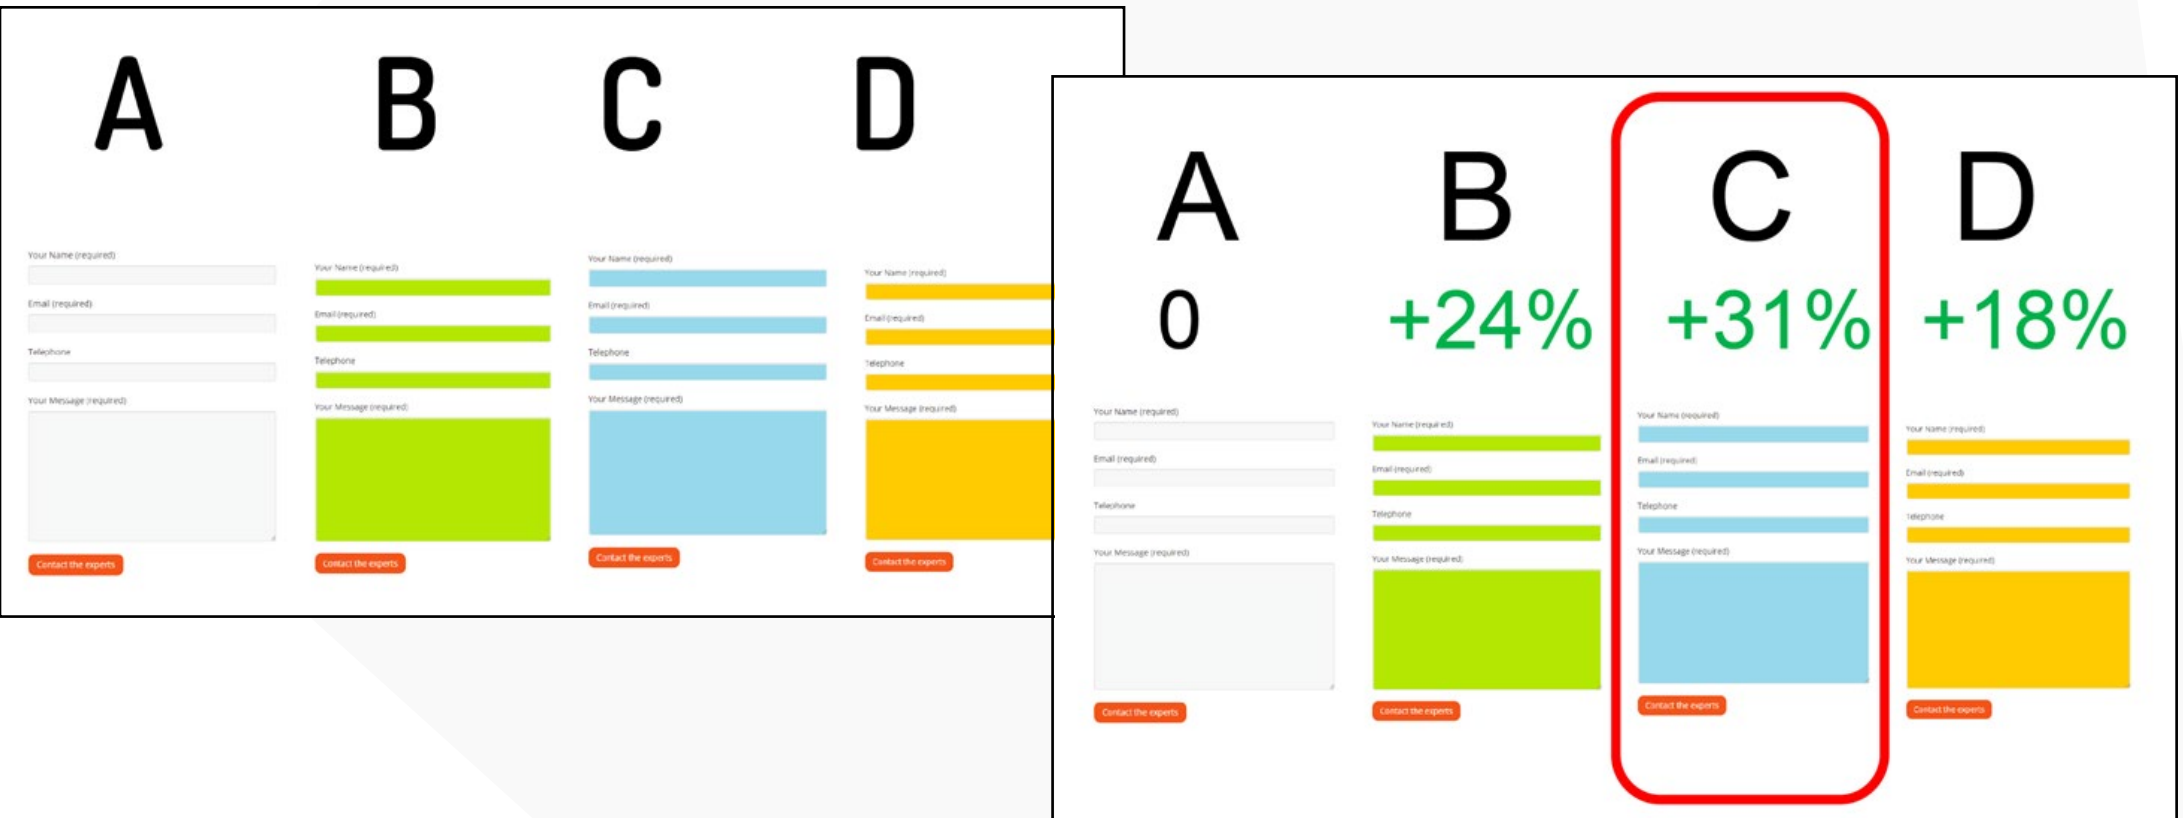 A B C D
Your Name (required)
Email (required)
Telephone
Your Message (required)
Contact the experts
Your Name (required)
Email (required)
Telephone
Your Message (required)
Contact the experts
Your Name (required)
Email (required)
Telephone
Your Message (required)
Contact the experts
Your Name (required)
Email (required)
Telephone
Your Message (required)
Contact the experts
A B C D
0 +24% +31% +18%
Your Name (required)
Email (required)
Telephone
Your Message (required)
Contact the experts
Your Name (required)
Email (required)
Telephone
Your Message (required)
Contact the experts
Your Name (required)
Email (required)
Telephone
Your Message (required)
Contact the experts
Your Name (required)
Email (required)
Telephone
Your Message (required)
Contact the experts